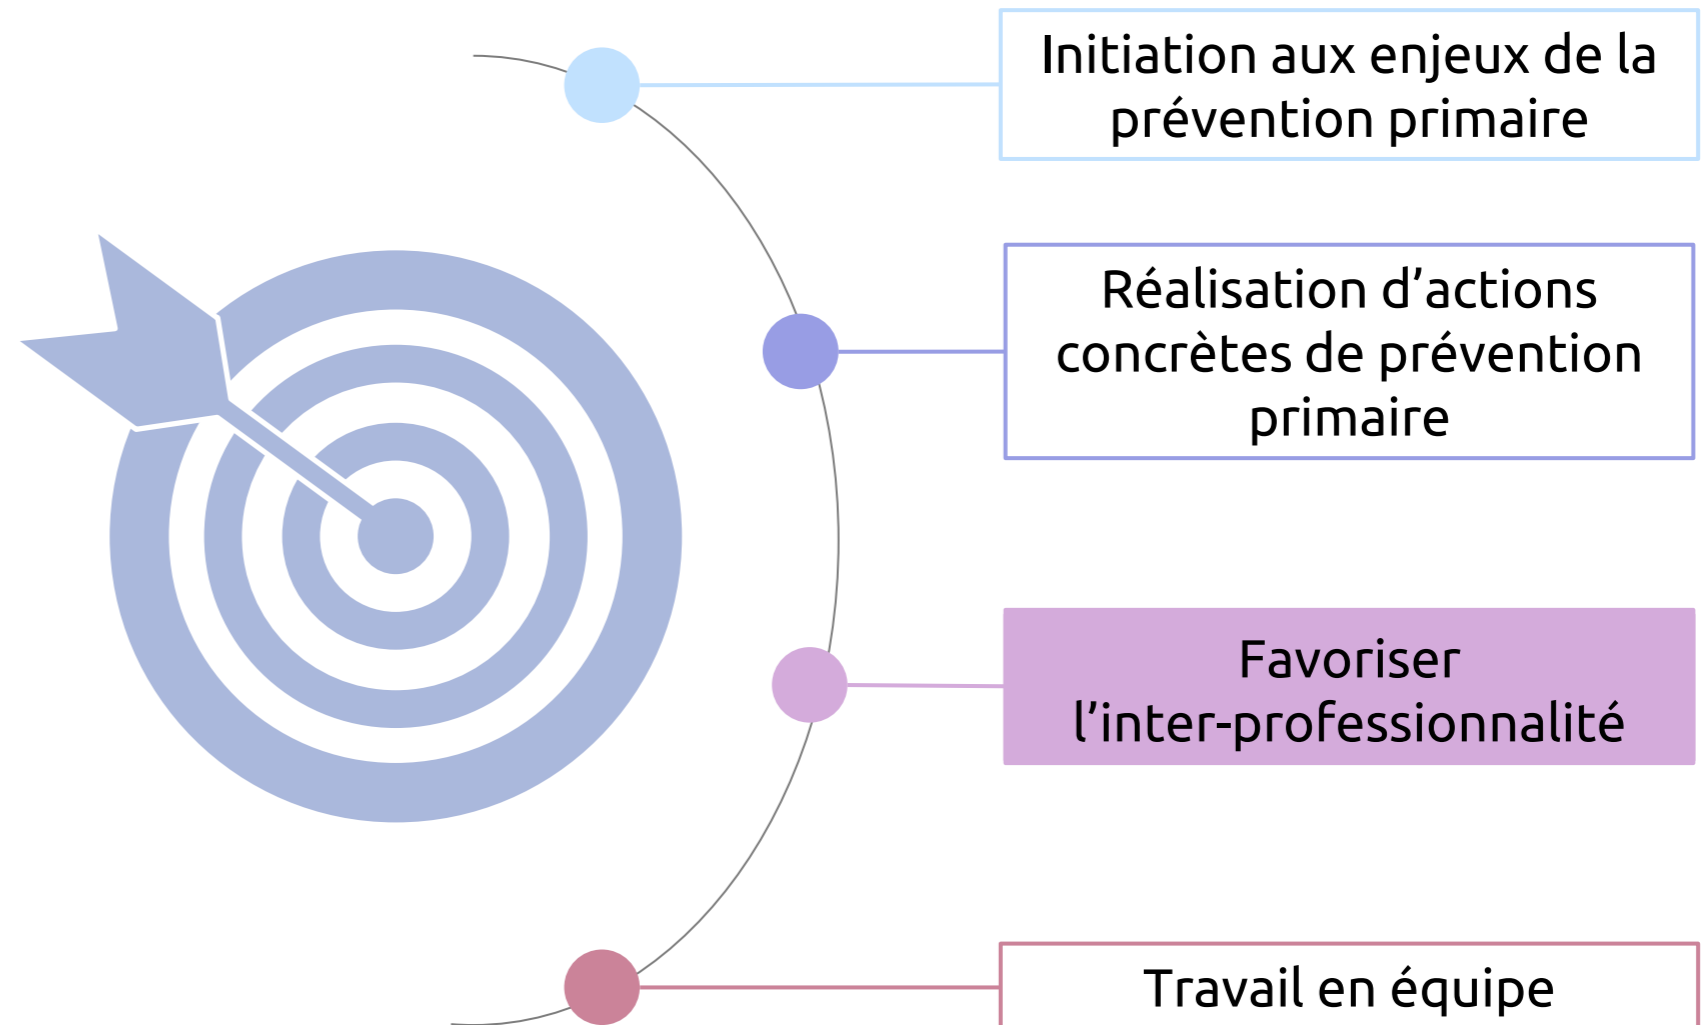 Initiation aux enjeux de la
prévention primaire
Réalisation d’actions
concrètes de prévention
primaire
Favoriser
l’inter-professionnalité
Travail en équipe